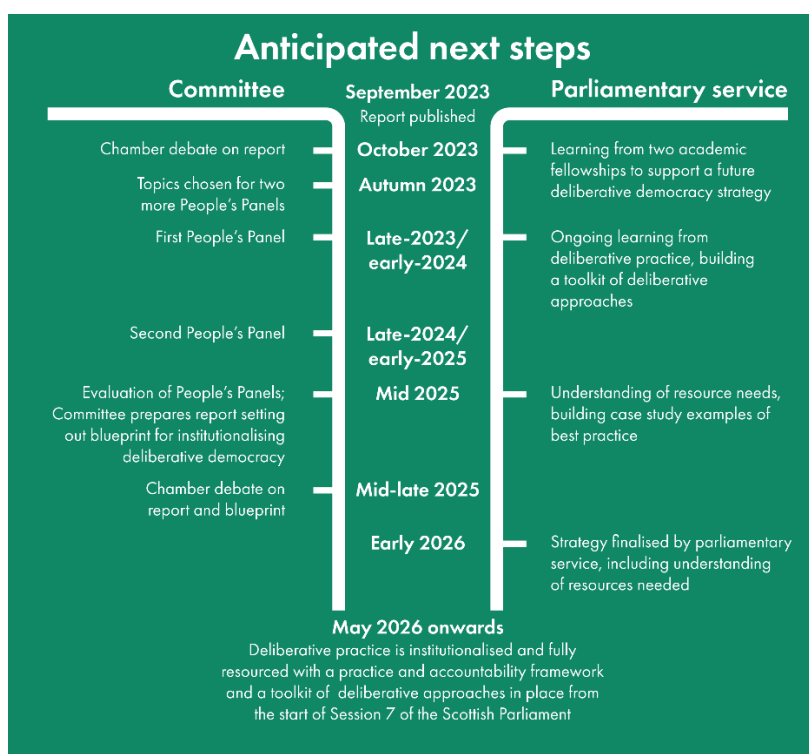 Anticipated next steps
Committee
September 2023
Report published
Parliamentary service
Chamber debate on report
October 2023
Learning from two academic
fellowships to support a future
deliberative democracy strategy
Topics chosen for two
more People's Panels
Autumn 2023
First People's Panel
Late-2023/
early-2024
Ongoing learning from
deliberative practice, building
a toolkit of deliberative
approaches
Second People's Panel
Late-2024/
early-2025
Evaluation of People's Panels;
Committee prepares report setting
out blueprint for institutionalising
deliberative democracy
Mid 2025
Understanding of resource needs,
building case study examples of
best practice
Chamber debate on
report and blueprint
Mid-late 2025
Early 2026
Strategy finalised by parliamentary
service, including understanding
of resources needed
May 2026 onwards
Deliberative practice is institutionalised and fully
resourced with a practice and accountability framework
and a toolkit of deliberative approaches in place from
the start of Session 7 of the Scottish Parliament